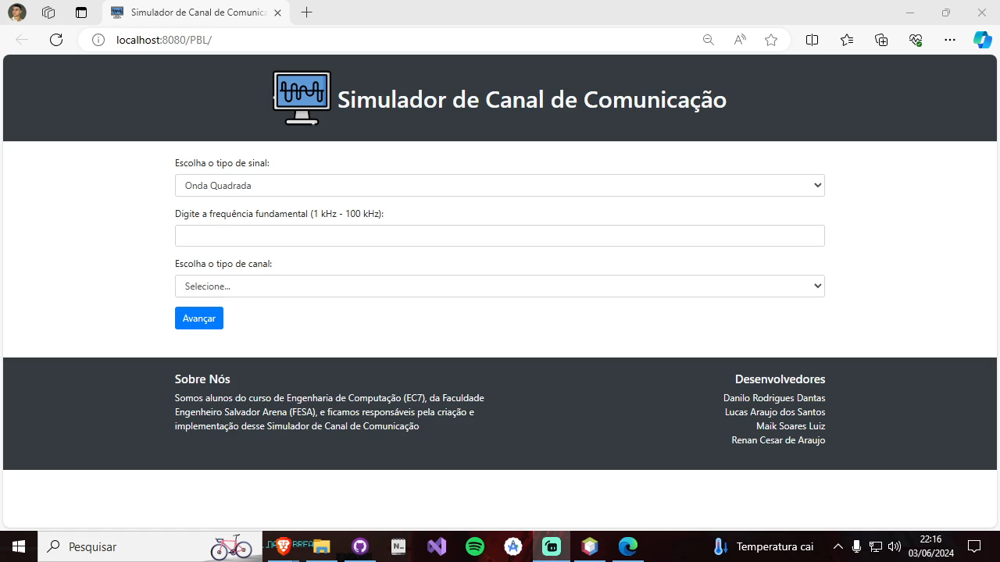 Simulador de Canal de Comunica
localhost:8080/PBL/
Simulador de Canal de Comunicação
Escolha o tipo de sinal:
Onda Quadrada
Digite a frequência fundamental (1 kHz - 100 kHz):
Escolha o tipo de canal:
Selecione...
Avançar
Sobre Nós
Somos alunos do curso de Engenharia de Computação (EC7), da Faculdade
Engenheiro Salvador Arena (FESA), e ficamos responsáveis pela criação e
implementação desse Simulador de Canal de Comunicação
Desenvolvedores
Danilo Rodrigues Dantas
Lucas Araujo dos Santos
Maik Soares Luiz
Renan Cesar de Araujo
Pesquisar
Temperatura cai
22:16
03/06/2024